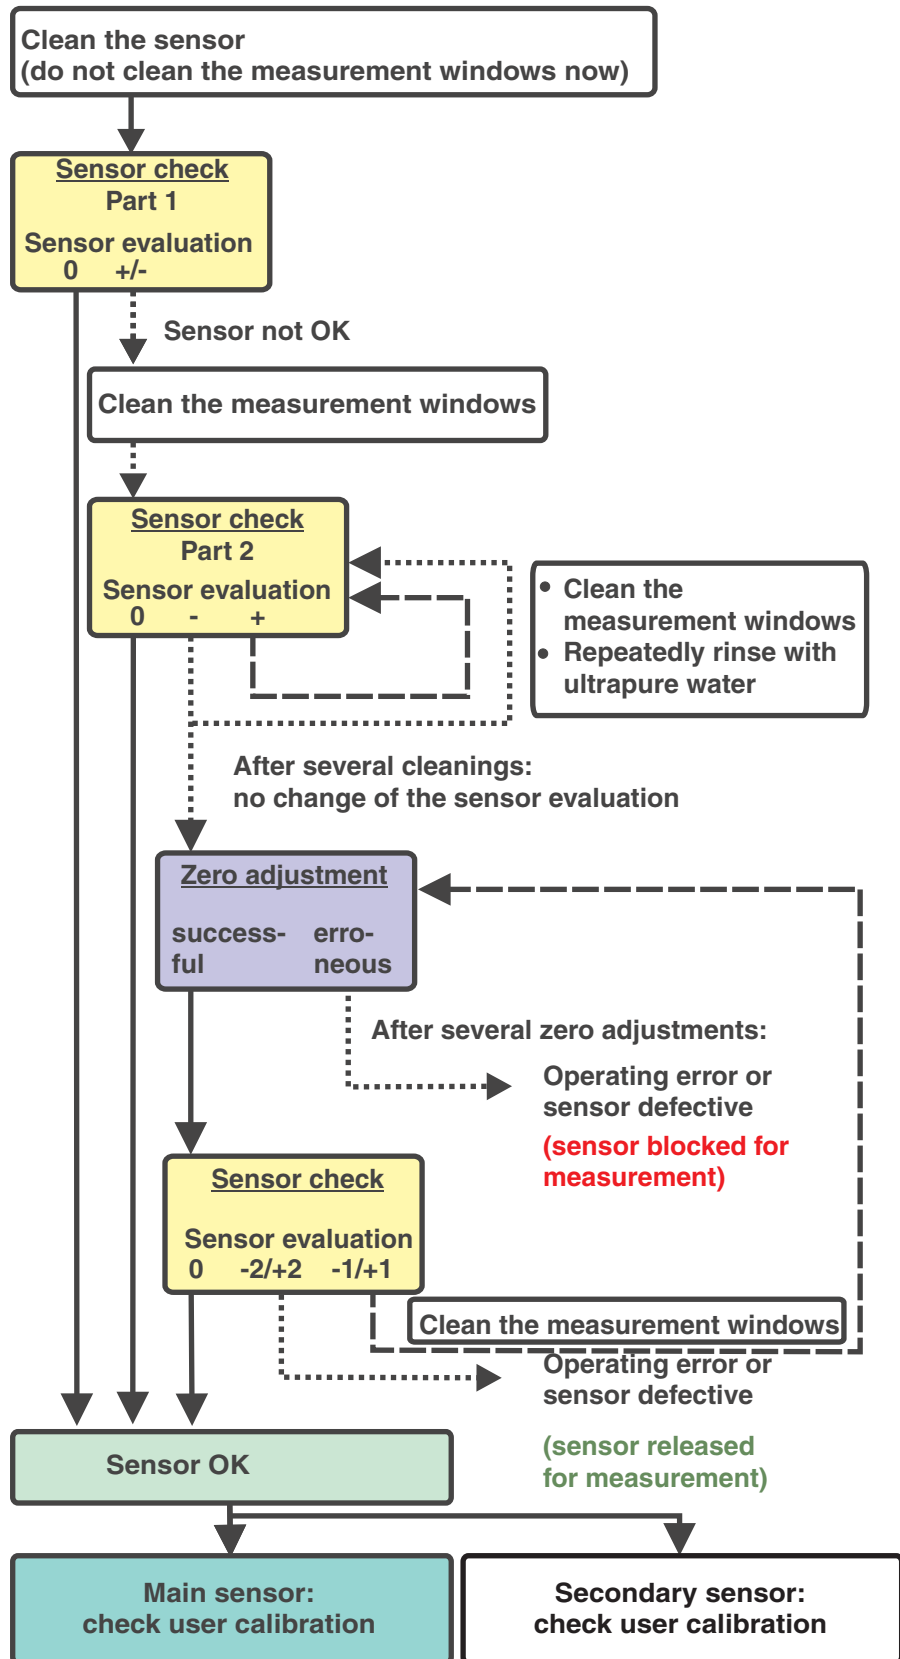 Clean the sensor
(do not clean the measurement windows now)
Sensor check
Part 1
Sensor evaluation
0 +/-
Sensor not OK
Clean the measurement windows
Sensor check
Part 2
Sensor evaluation
0 - +
• Clean the
measurement windows
• Repeatedly rinse with
ultrapure water
After several cleanings:
no change of the sensor evaluation
Zero adjustment
success- erro-
ful neous
After several zero adjustments:
Operating error or
sensor defective
(sensor blocked for
measurement)
Sensor check
Sensor evaluation
0 -2/+2 -1/+1
Clean the measurement windows
Operating error or
sensor defective
(sensor released
for measurement)
Sensor OK
Main sensor:
check user calibration
Secondary sensor:
check user calibration